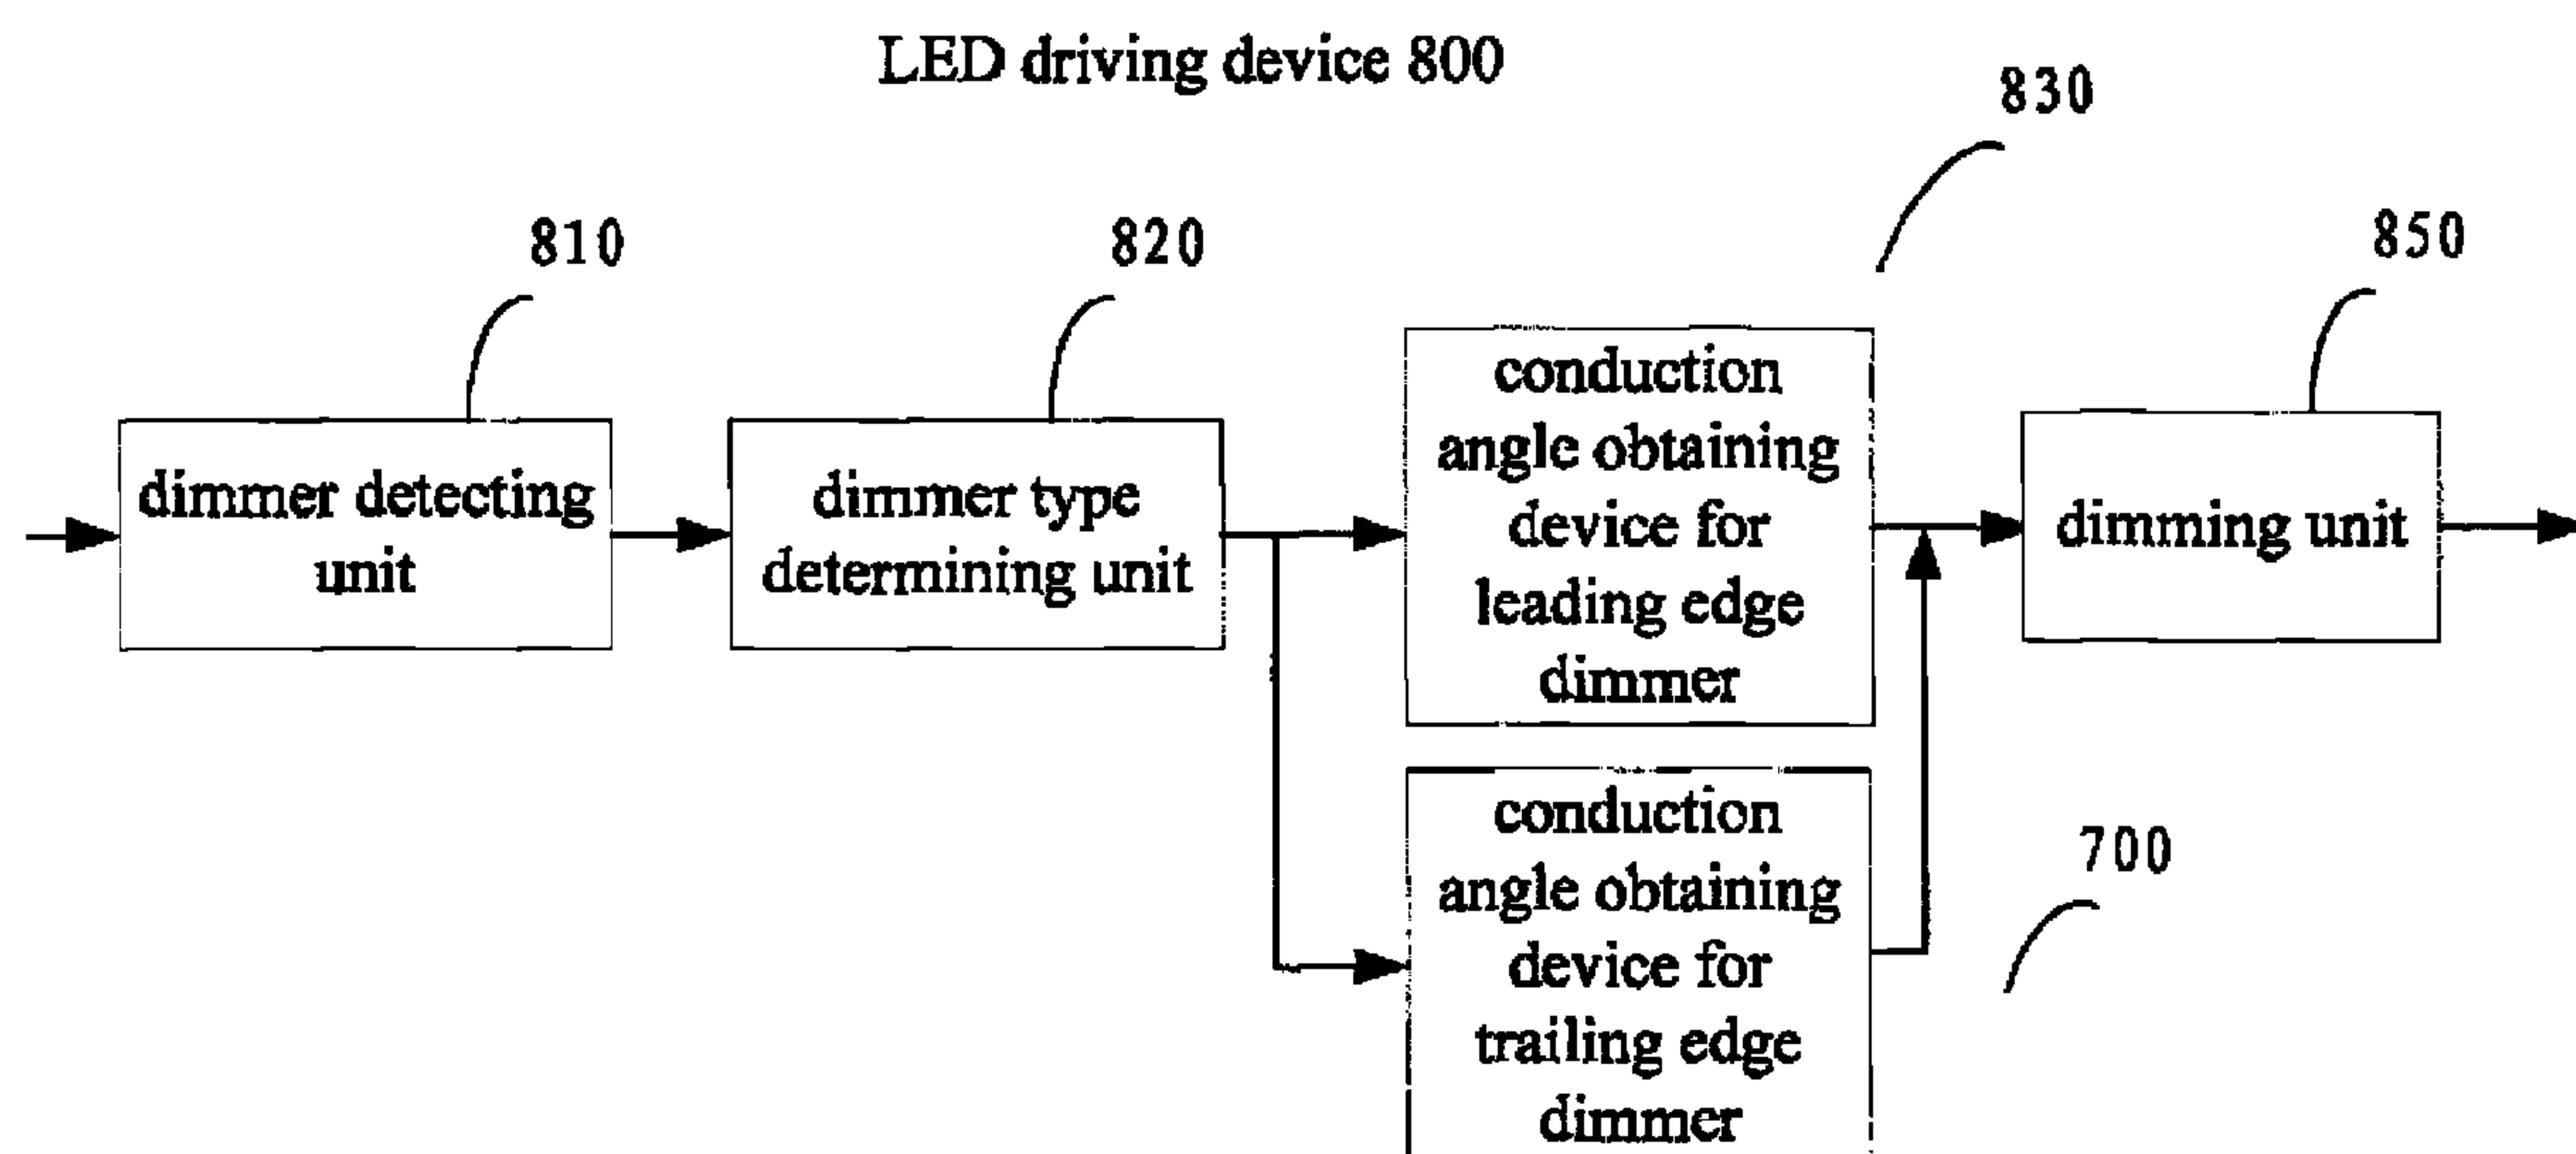 LED driving device 800
830
810
820
850
dimmer detecting
unit
dimmer type
determining unit
conduction
angle obtaining
device for
leading edge
dimmer
dimming unit
conduction
angle obtaining
device for
trailing edge
dimmer
700